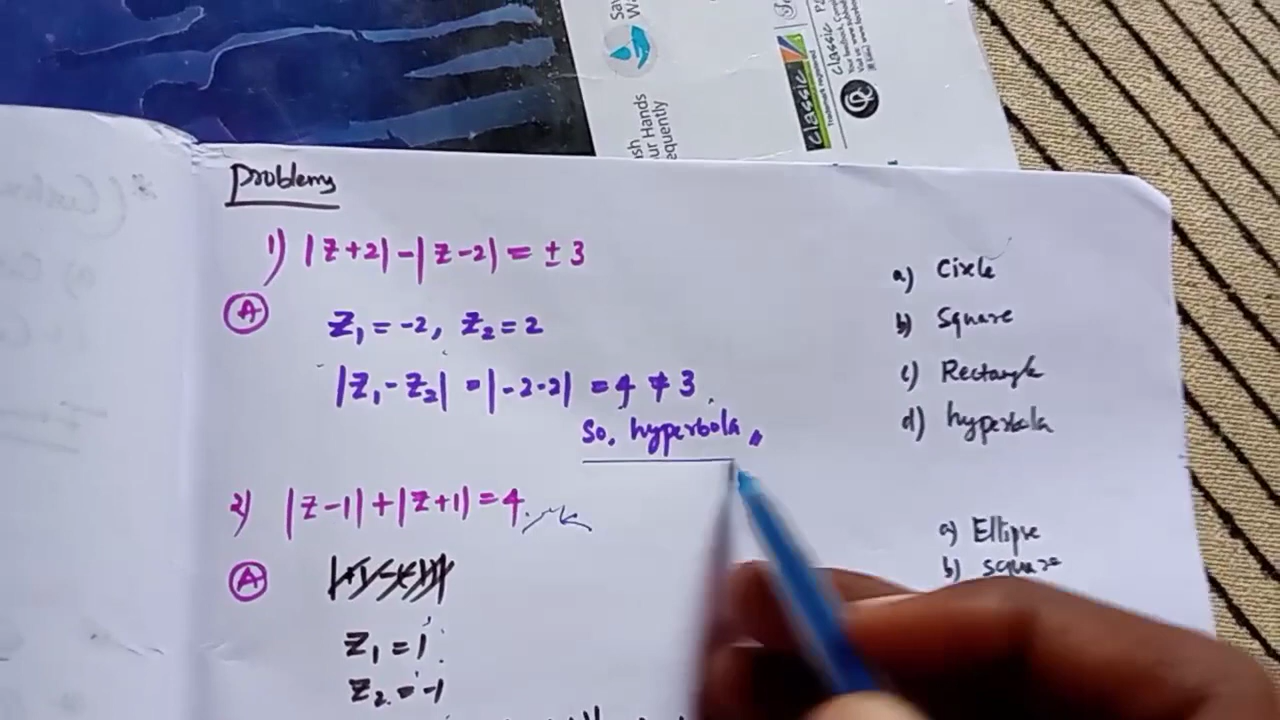 Problems
1) |z+2|-|z-2| = ± 3
A
z₁ = -2, z₂ = 2
|z₁ - z₂| = |-2-2| = 4 ≠ 3.
So, hyperbola
a) Circle
b) Square
c) Rectangle
d) hyperbola
2) |z-1|+|z+1| = 4
A
z₁ = 1
z₂ = -1
a) Ellipse
b) square
classic
Hands
classic